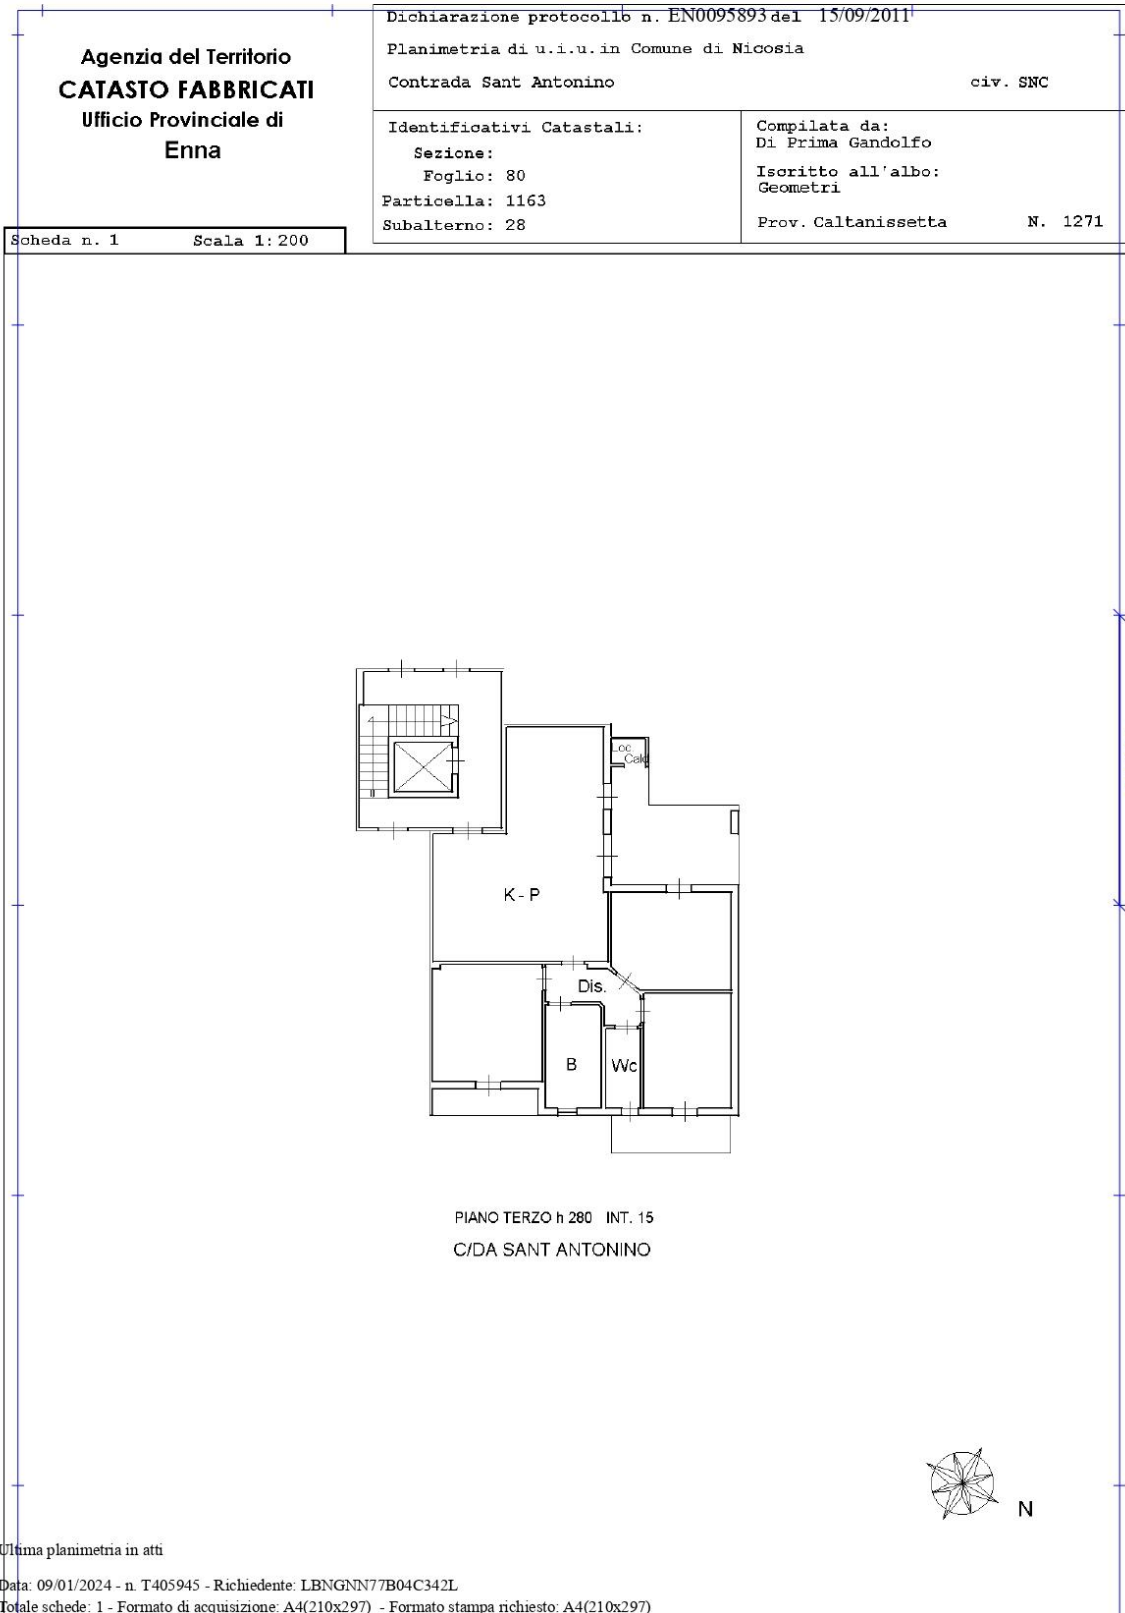 Agenzia del Territorio
CATASTO FABBRICATI
Ufficio Provinciale di
Enna
Scheda n. 1 Scala 1:200
Dichiarazione protocollo n. EN0095893 del 15/09/2011
Planimetria di u.i.u. in Comune di Nicosia
Contrada Sant Antonino civ. SNC
Identificativi Catastali:
Sezione:
Foglio: 80
Particella: 1163
Subalterno: 28
Compilata da:
Di Prima Gandolfo
Iscritto all'albo:
Geometri
Prov. Caltanissetta N. 1271
Loc.
Cald
K - P
Dis.
B
Wc
PIANO TERZO h 280 INT. 15
C/DA SANT ANTONINO
N
Ultima planimetria in atti
Data: 09/01/2024 - n. T405945 - Richiedente: LBNGNN77B04C342L
Totale schede: 1 - Formato di acquisizione: A4(210x297) - Formato stampa richiesto: A4(210x297)